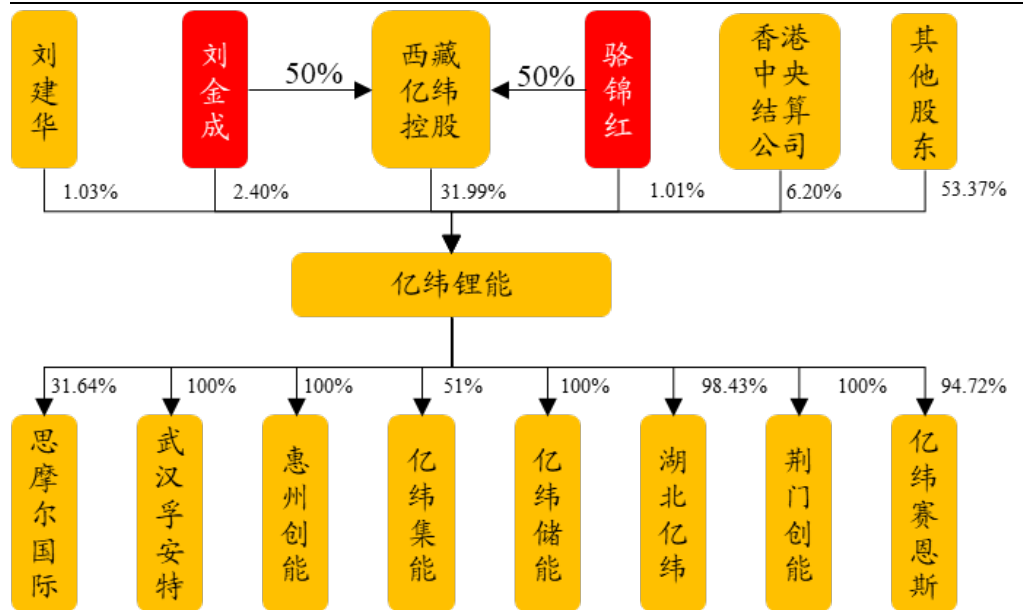 刘建华
刘金成
50%
西藏亿纬控股
50%
骆锦红
香港中央结算公司
其他股东
1.03%
2.40%
31.99%
1.01%
6.20%
53.37%
亿纬锂能
31.64%
100%
100%
51%
100%
98.43%
100%
94.72%
思摩尔国际
武汉孚安特
惠州创能
亿纬集能
亿纬储能
湖北亿纬
荆门创能
亿纬赛恩斯